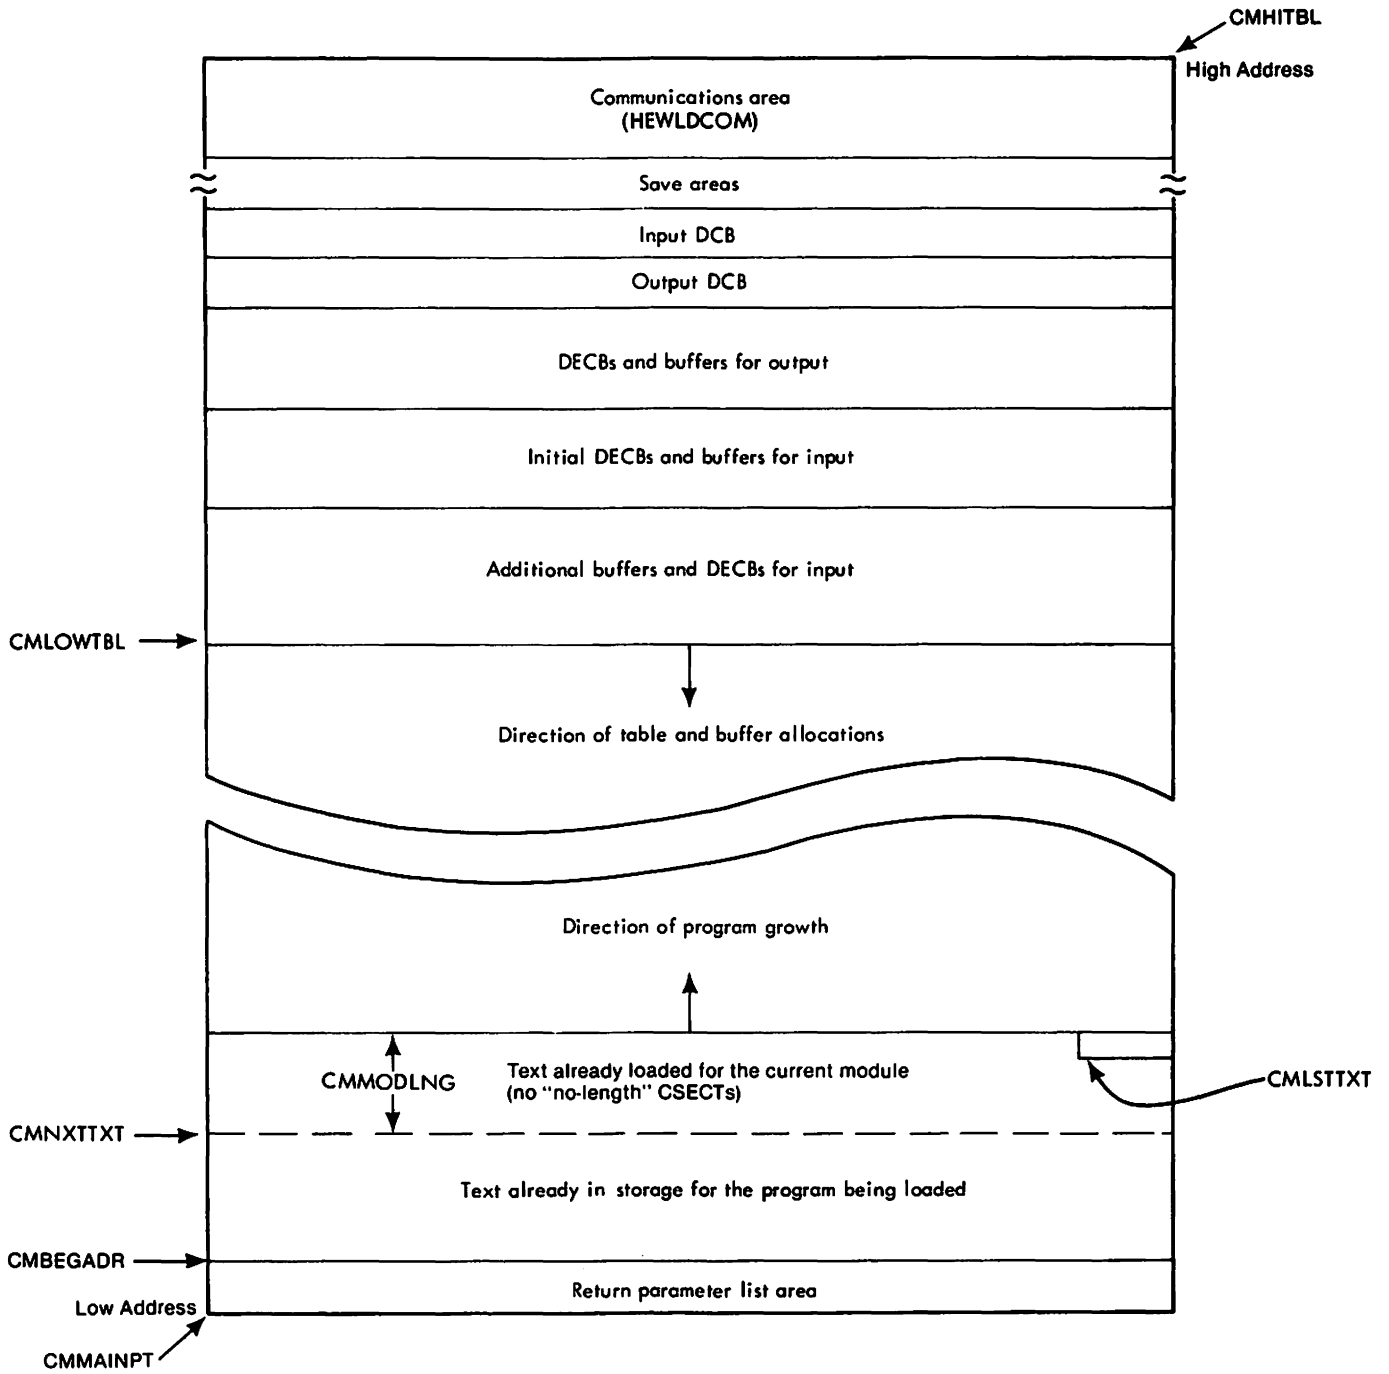 CMHITBL
High Address
Communications area
(HEWLDCOM)
Save areas
Input DCB
Output DCB
DECBs and buffers for output
Initial DECBs and buffers for input
Additional buffers and DECBs for input
CMLOWTBL
Direction of table and buffer allocations
Direction of program growth
CMMODLNG
Text already loaded for the current module
(no "no-length" CSECTs)
CMLSTTXT
CMNXTTXT
Text already in storage for the program being loaded
CMBEGADR
Return parameter list area
Low Address
CMMAINPT